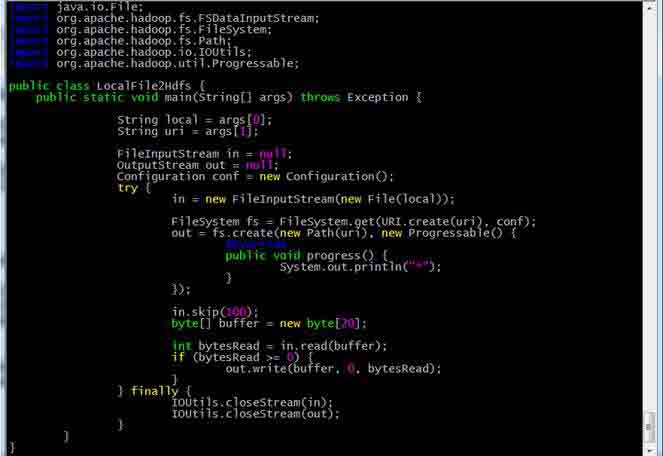 import java.io.File;
import org.apache.hadoop.fs.FSDataInputStream;
import org.apache.hadoop.fs.FileSystem;
import org.apache.hadoop.fs.Path;
import org.apache.hadoop.io.IOUtils;
import org.apache.hadoop.util.Progressable;
public class LocalFile2Hdfs {
public static void main(String[] args) throws Exception {
String local = args[0];
String uri = args[1];
FileInputStream in = null;
OutputStream out = null;
Configuration conf = new Configuration();
try {
in = new FileInputStream(new File(local));
FileSystem fs = FileSystem.get(URI.create(uri), conf);
out = fs.create(new Path(uri), new Progressable() {
@Override
public void progress() {
System.out.println("*");
}
});
in.skip(100);
byte[] buffer = new byte[20];
int bytesRead = in.read(buffer);
if (bytesRead >= 0) {
out.write(buffer, 0, bytesRead);
}
} finally {
IOUtils.closeStream(in);
IOUtils.closeStream(out);
}
}
}